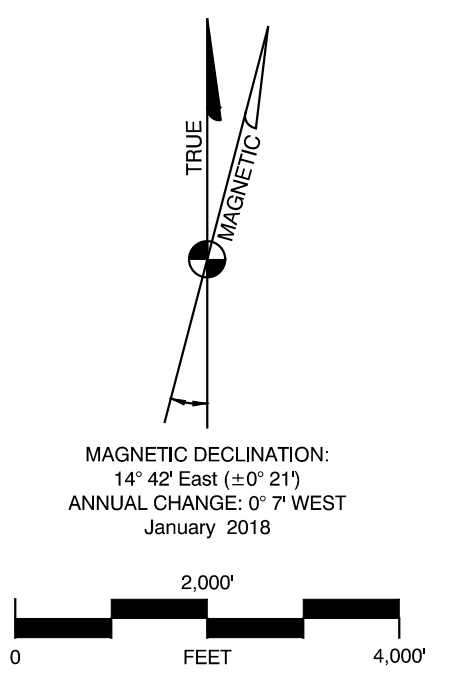 TRUE
MAGNETIC
MAGNETIC DECLINATION:
14° 42' East (±0° 21')
ANNUAL CHANGE: 0° 7' WEST
January 2018
2,000'
0 FEET 4,000'